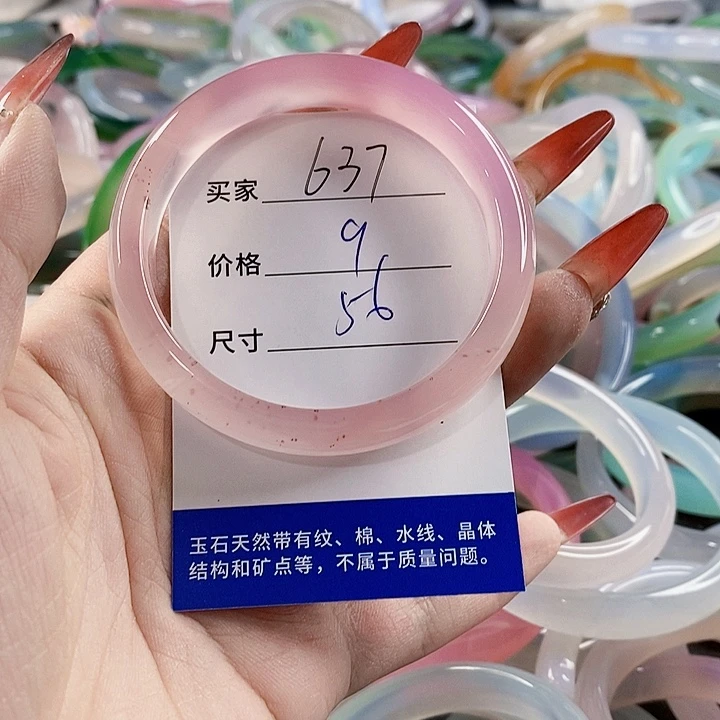 买家 637
价格 9
尺寸 56
玉石天然带有纹、棉、水线、晶体
结构和矿点等，不属于质量问题。